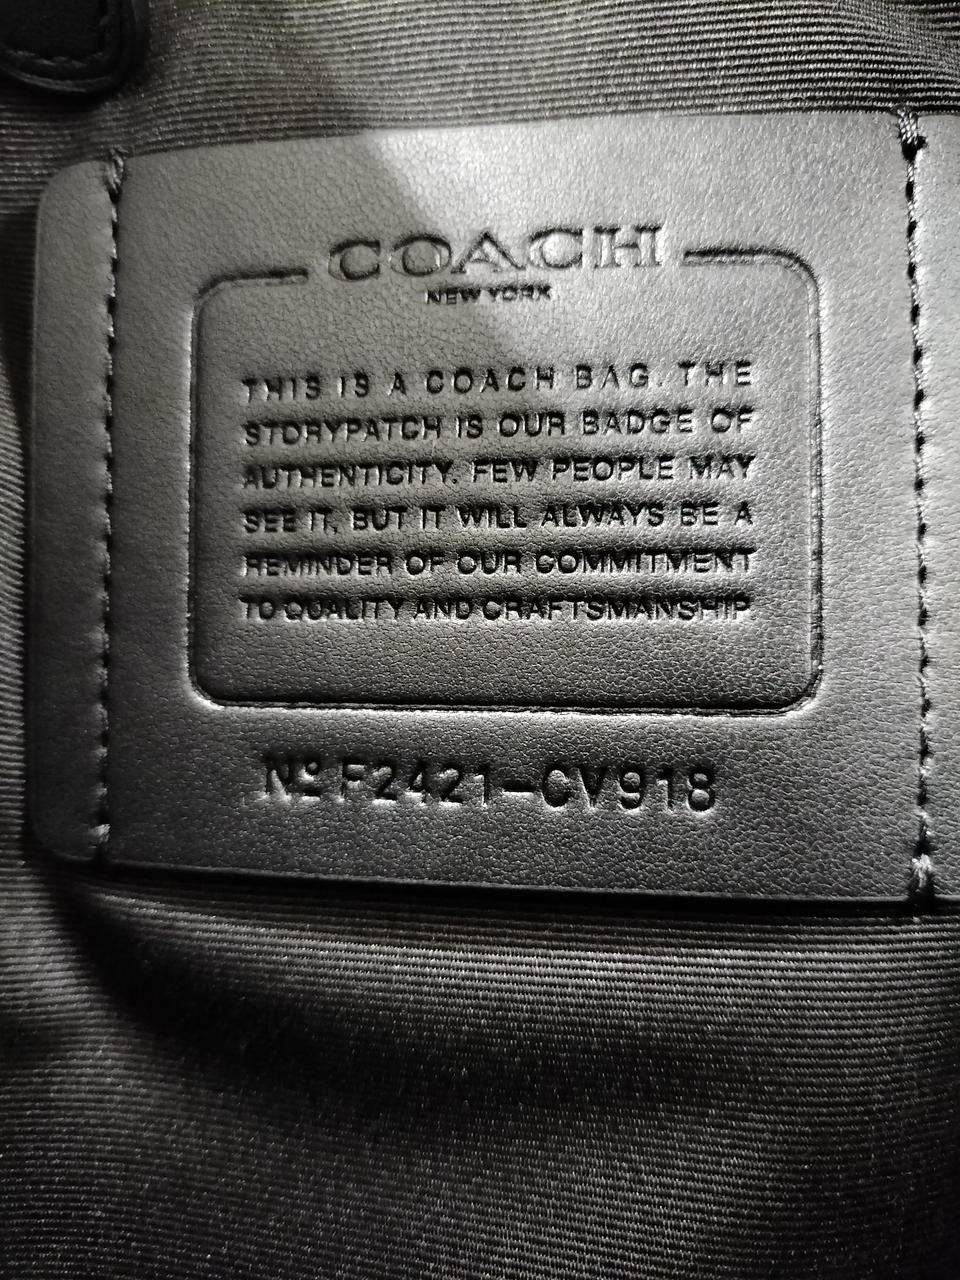 COACH
NEW YORK
THIS IS A COACH BAG. THE
STORYPATCH IS OUR BADGE OF
AUTHENTICITY. FEW PEOPLE MAY
SEE IT, BUT IT WILL ALWAYS BE A
REMINDER OF OUR COMMITMENT
TO QUALITY AND CRAFTSMANSHIP.
Nº F2421-CV918